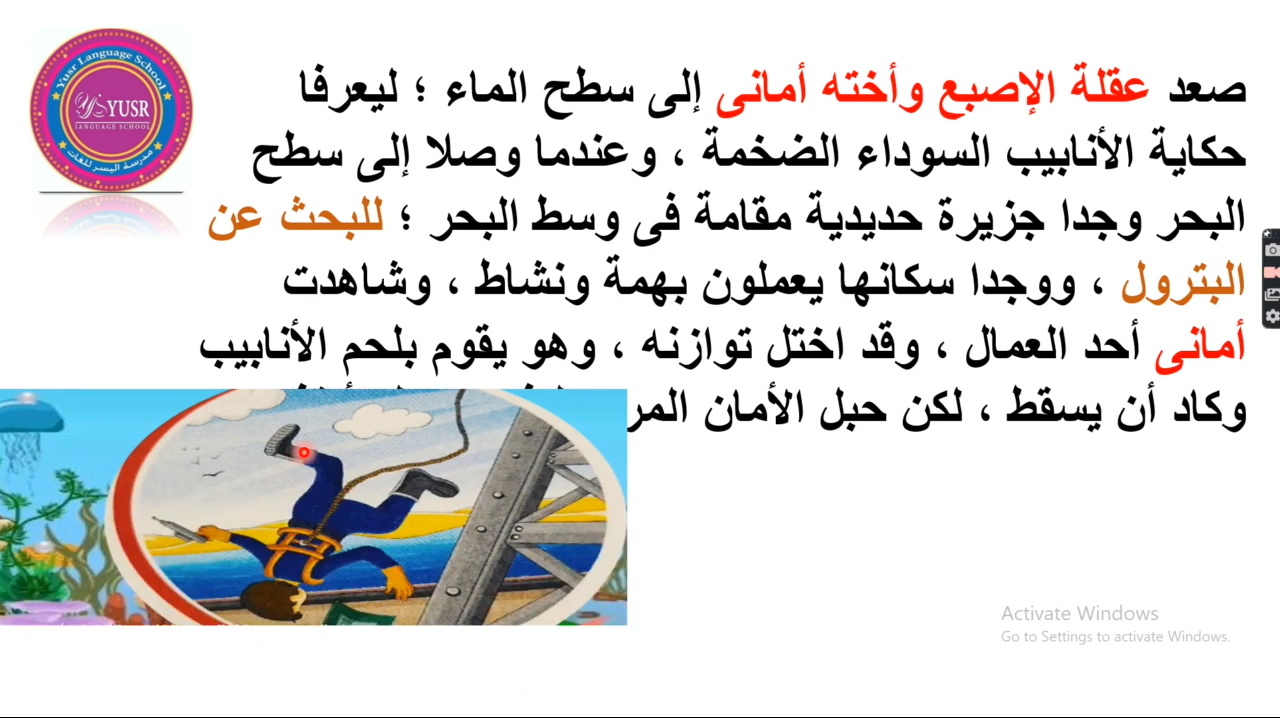 Yusr Language School
YUSR
LANGUAGE SCHOOL
مدرسة اليسر للغات
صعد عقلة الإصبع وأخته أمانى إلى سطح الماء ؛ ليعرفا
حكاية الأنابيب السوداء الضخمة ، وعندما وصلا إلى سطح
البحر وجدا جزيرة حديدية مقامة فى وسط البحر ؛ للبحث عن
البترول ، ووجدا سكانها يعملون بهمة ونشاط ، وشاهدت
أمانى أحد العمال ، وقد اختل توازنه ، وهو يقوم بلحم الأنابيب
وكاد أن يسقط ، لكن حبل الأمان
Activate Windows
Go to Settings to activate Windows.